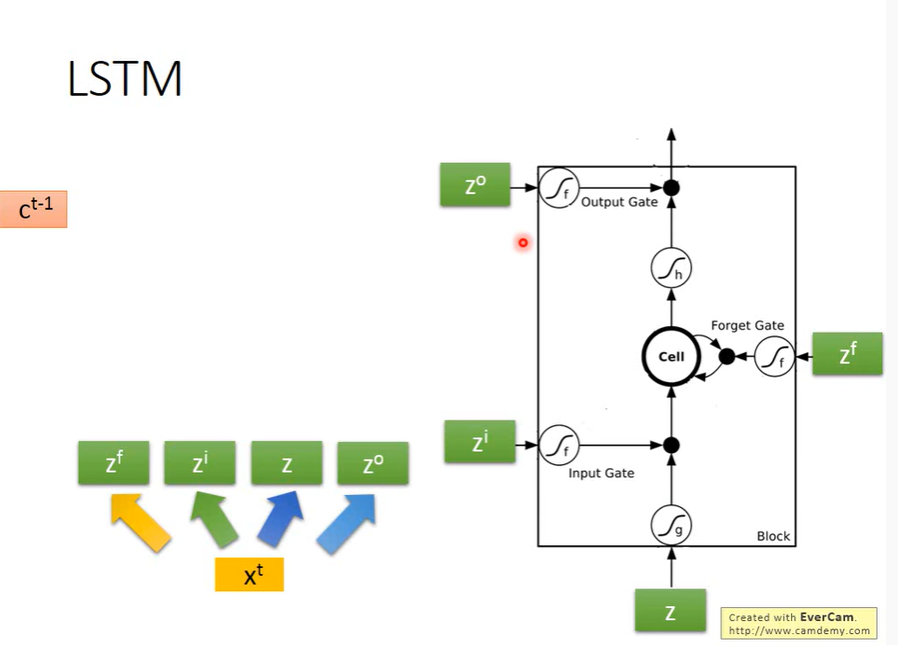 LSTM
c^t-1
z^o
f
Output Gate
h
Forget Gate
Cell
f
z^f
z^i
f
Input Gate
z^f z^i z z^o
g
Block
x^t
z
Created with EverCam.
http://www.camdemy.com